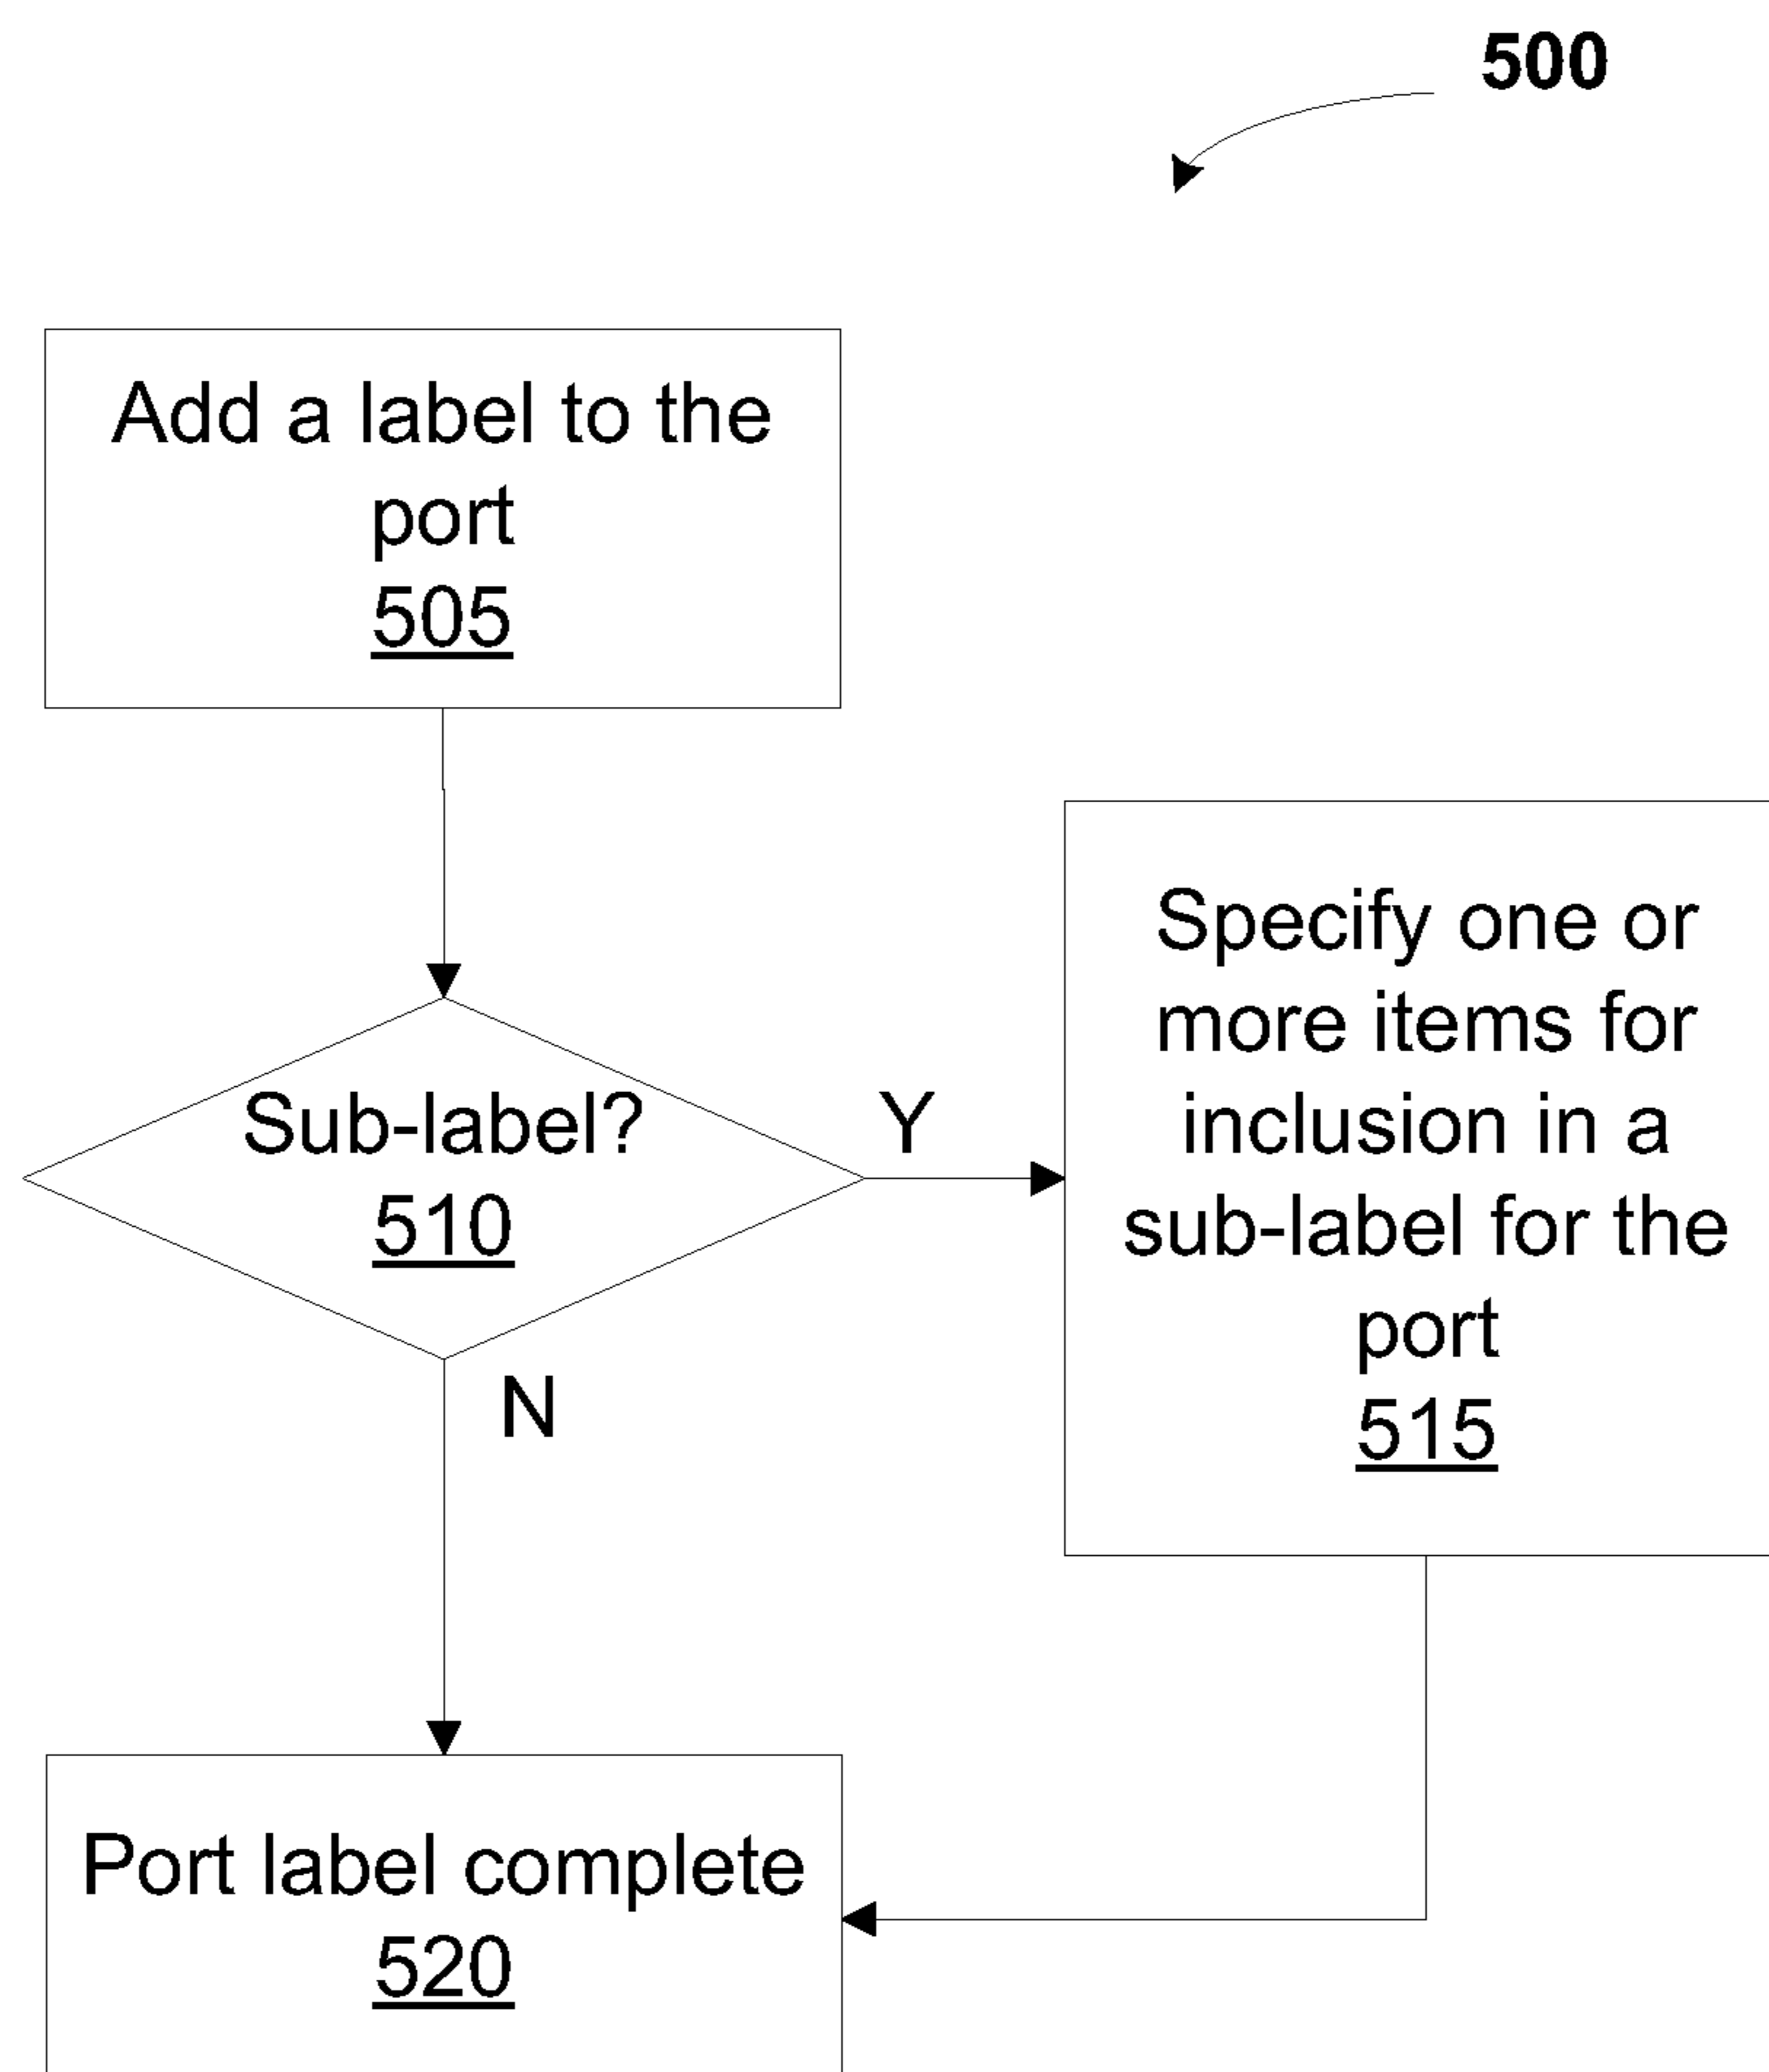 500
Add a label to the
port
505
Sub-label?
510
Y
N
Specify one or
more items for
inclusion in a
sub-label for the
port
515
Port label complete
520